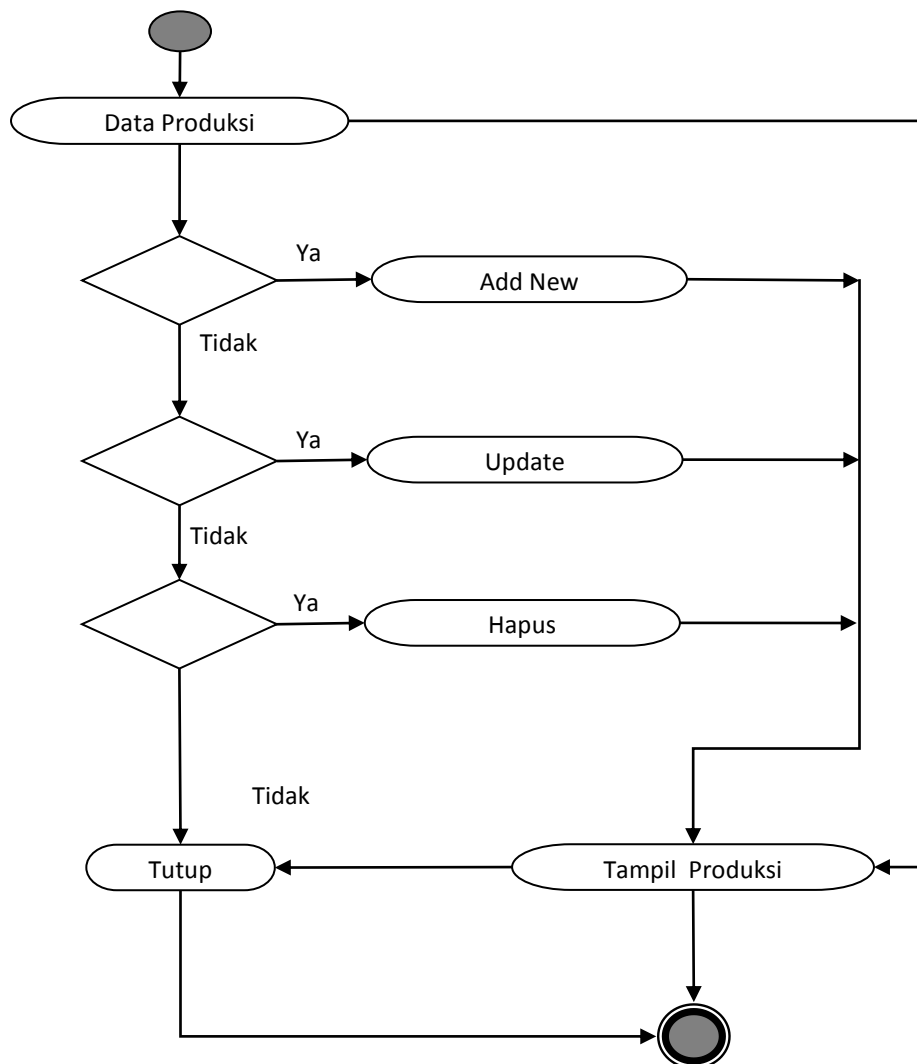 Data Produksi
Ya
Add New
Tidak
Ya
Update
Tidak
Ya
Hapus
Tidak
Tutup
Tampil Produksi